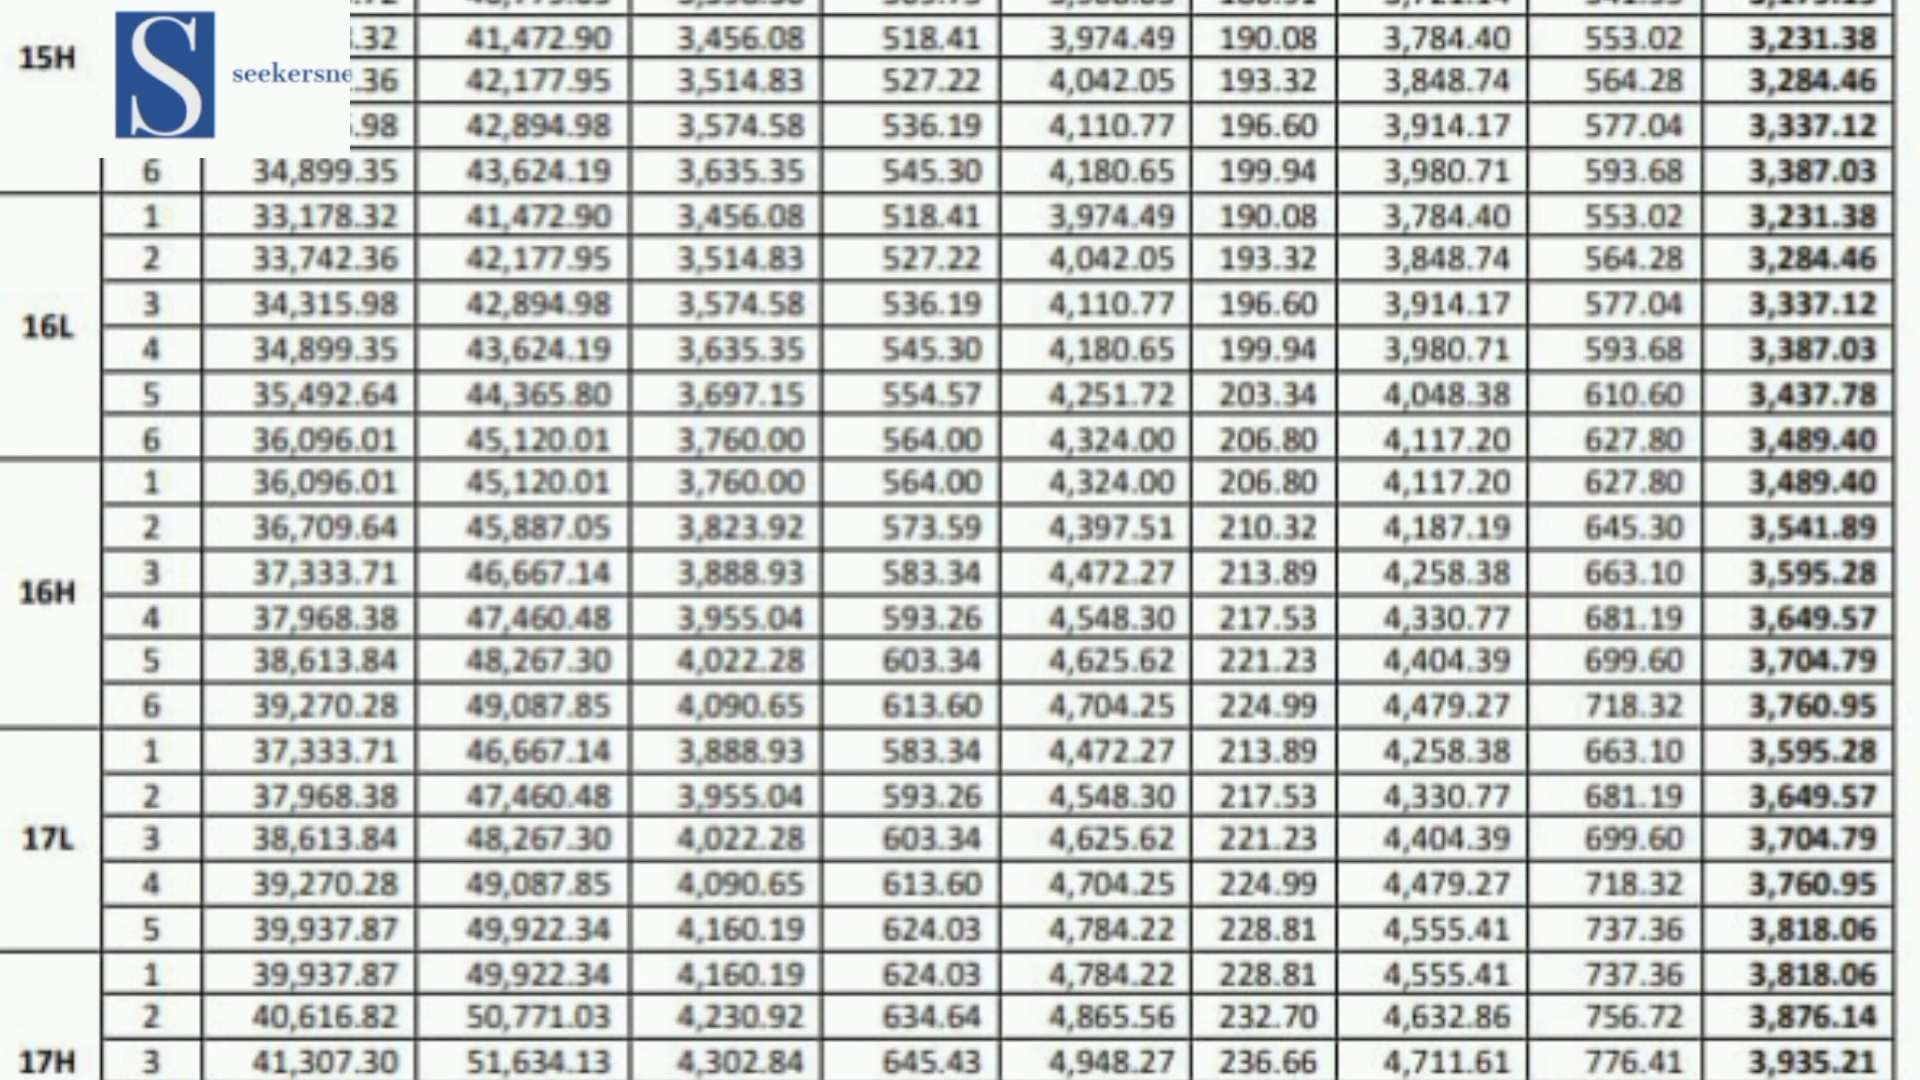 15H
seekersne
.32 41,472.90 3,456.08 518.41 3,974.49 190.08 3,784.40 553.02 3,231.38
.36 42,177.95 3,514.83 527.22 4,042.05 193.32 3,848.74 564.28 3,284.46
.98 42,894.98 3,574.58 536.19 4,110.77 196.60 3,914.17 577.04 3,337.12
6 34,899.35 43,624.19 3,635.35 545.30 4,180.65 199.94 3,980.71 593.68 3,387.03
1 33,178.32 41,472.90 3,456.08 518.41 3,974.49 190.08 3,784.40 553.02 3,231.38
2 33,742.36 42,177.95 3,514.83 527.22 4,042.05 193.32 3,848.74 564.28 3,284.46
3 34,315.98 42,894.98 3,574.58 536.19 4,110.77 196.60 3,914.17 577.04 3,337.12
16L
4 34,899.35 43,624.19 3,635.35 545.30 4,180.65 199.94 3,980.71 593.68 3,387.03
5 35,492.64 44,365.80 3,697.15 554.57 4,251.72 203.34 4,048.38 610.60 3,437.78
6 36,096.01 45,120.01 3,760.00 564.00 4,324.00 206.80 4,117.20 627.80 3,489.40
1 36,096.01 45,120.01 3,760.00 564.00 4,324.00 206.80 4,117.20 627.80 3,489.40
2 36,709.64 45,887.05 3,823.92 573.59 4,397.51 210.32 4,187.19 645.30 3,541.89
3 37,333.71 46,667.14 3,888.93 583.34 4,472.27 213.89 4,258.38 663.10 3,595.28
16H
4 37,968.38 47,460.48 3,955.04 593.26 4,548.30 217.53 4,330.77 681.19 3,649.57
5 38,613.84 48,267.30 4,022.28 603.34 4,625.62 221.23 4,404.39 699.60 3,704.79
6 39,270.28 49,087.85 4,090.65 613.60 4,704.25 224.99 4,479.27 718.32 3,760.95
1 37,333.71 46,667.14 3,888.93 583.34 4,472.27 213.89 4,258.38 663.10 3,595.28
2 37,968.38 47,460.48 3,955.04 593.26 4,548.30 217.53 4,330.77 681.19 3,649.57
17L 3 38,613.84 48,267.30 4,022.28 603.34 4,625.62 221.23 4,404.39 699.60 3,704.79
4 39,270.28 49,087.85 4,090.65 613.60 4,704.25 224.99 4,479.27 718.32 3,760.95
5 39,937.87 49,922.34 4,160.19 624.03 4,784.22 228.81 4,555.41 737.36 3,818.06
1 39,937.87 49,922.34 4,160.19 624.03 4,784.22 228.81 4,555.41 737.36 3,818.06
2 40,616.82 50,771.03 4,230.92 634.64 4,865.56 232.70 4,632.86 756.72 3,876.14
17H 3 41,307.30 51,634.13 4,302.84 645.43 4,948.27 236.66 4,711.61 776.41 3,935.21